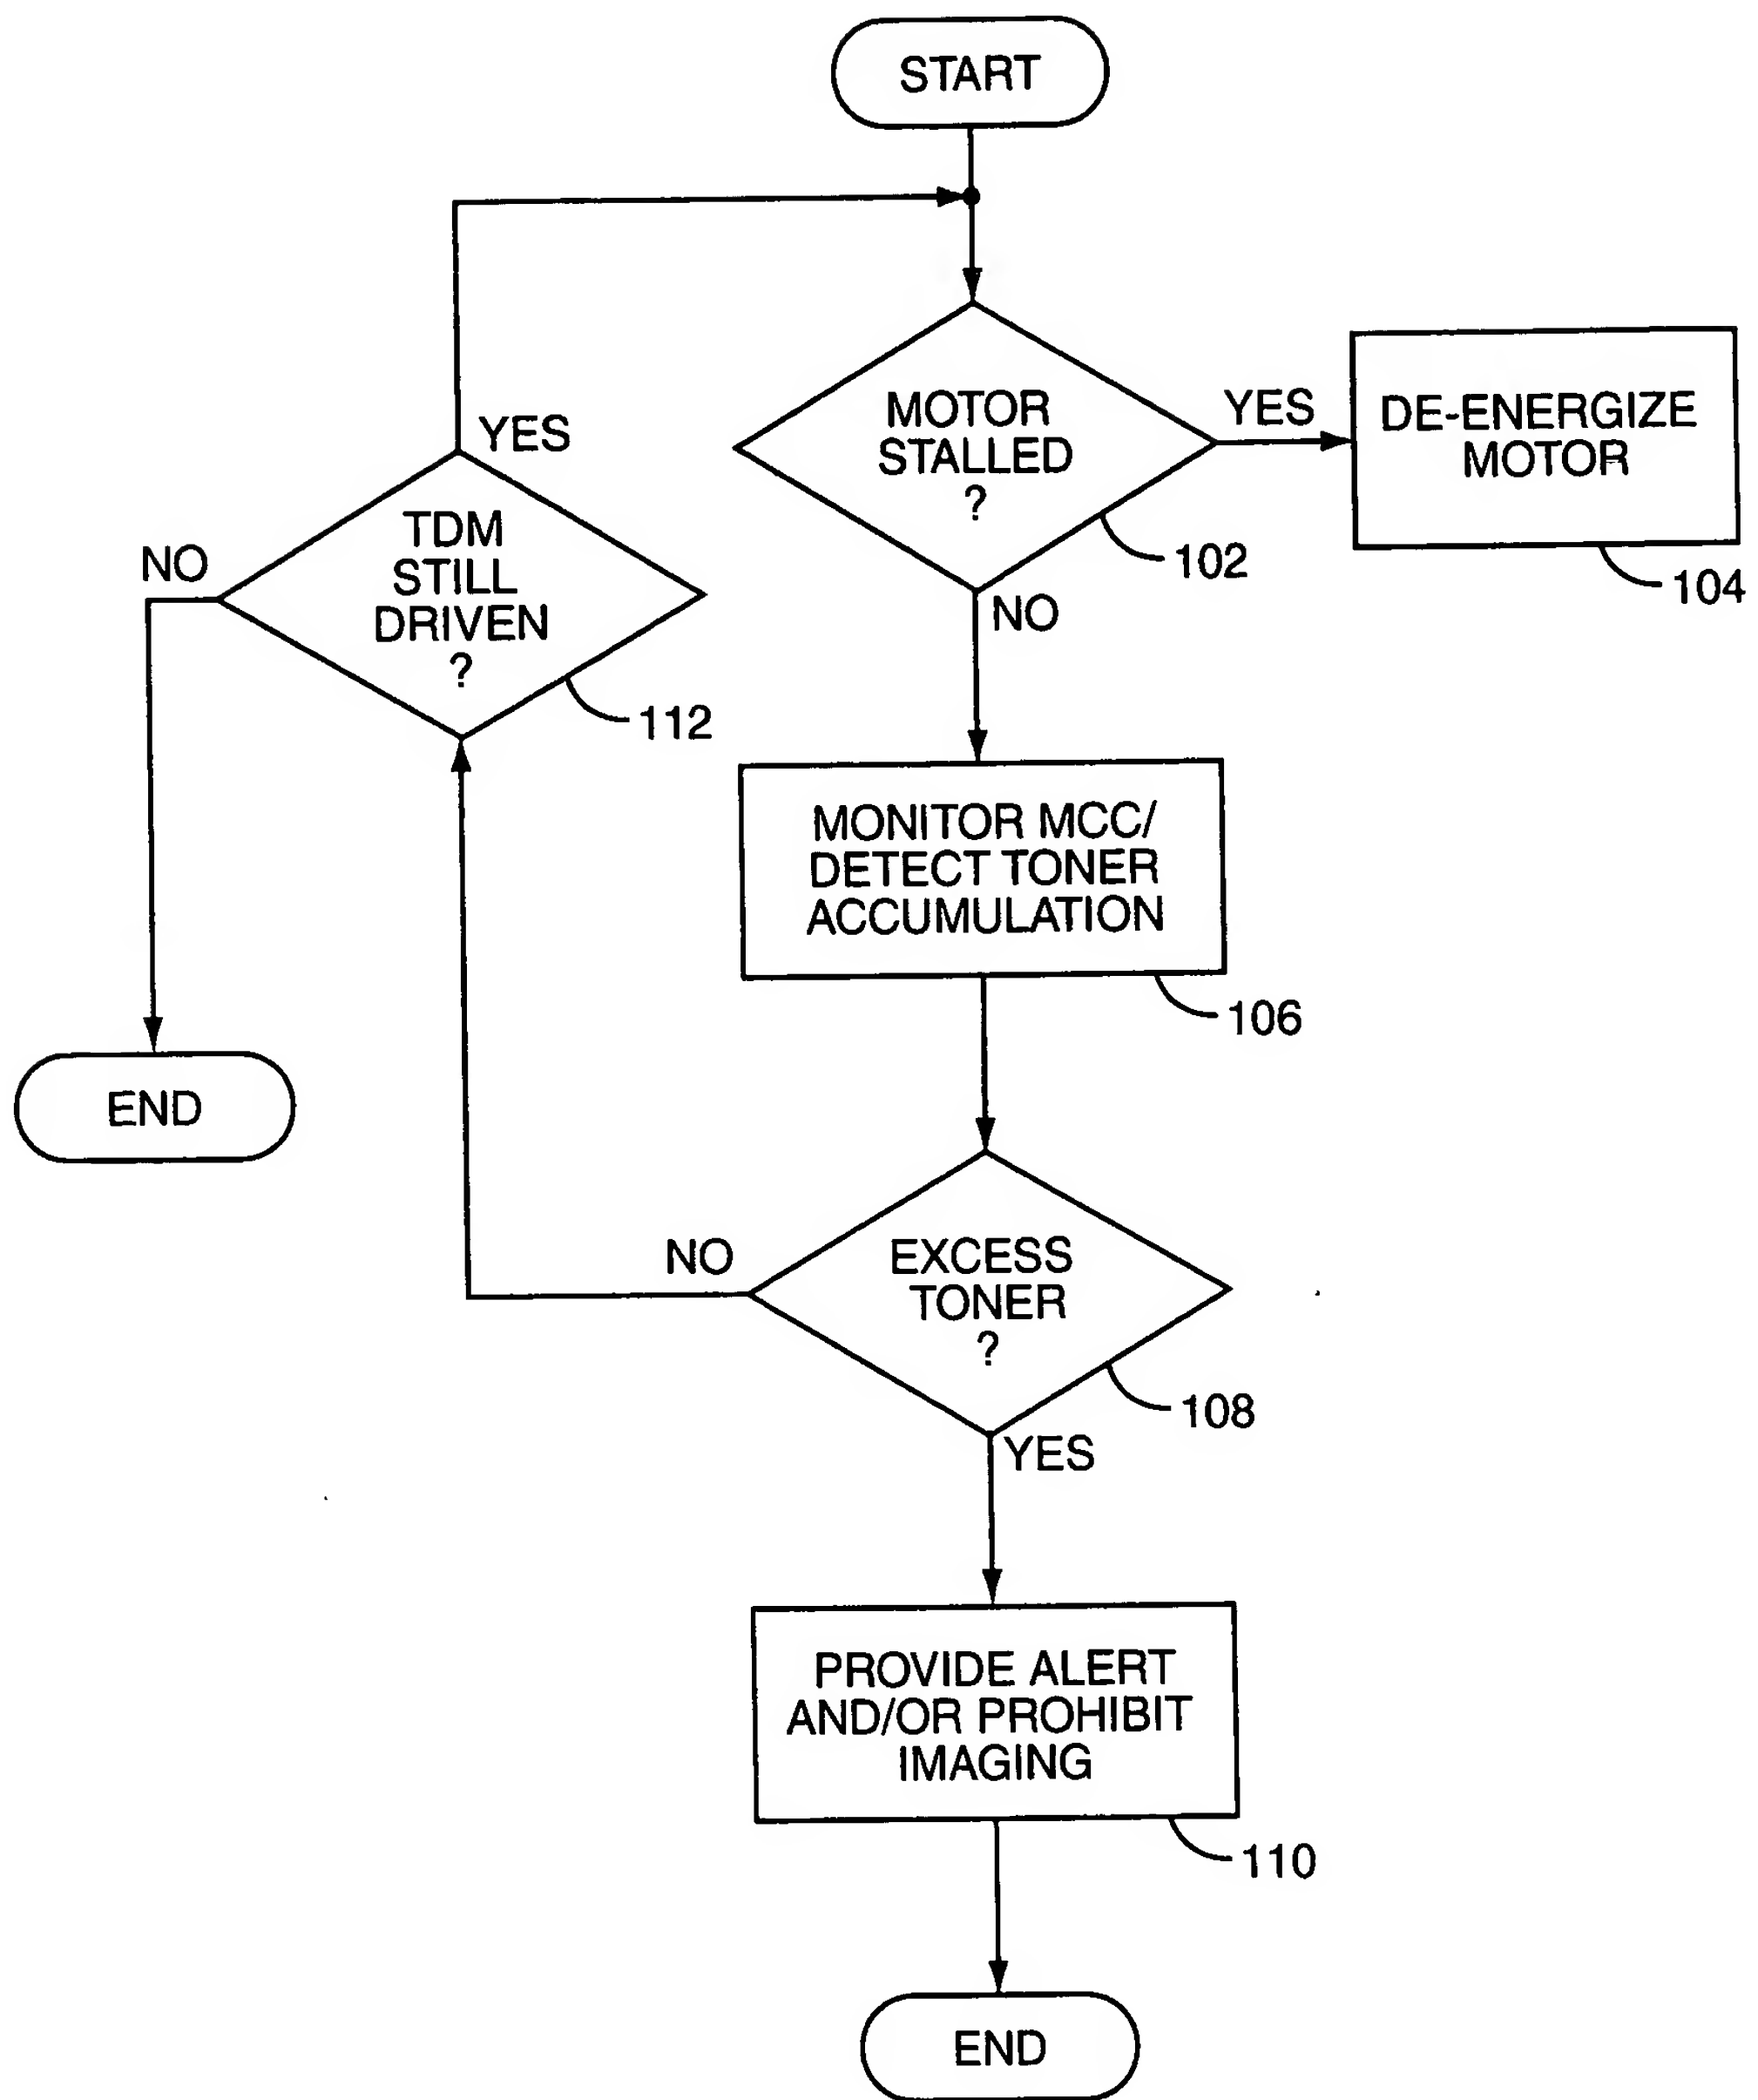 START
MOTOR
STALLED
?
YES
DE-ENERGIZE
MOTOR
102
104
NO
YES
TDM
STILL
DRIVEN
?
NO
112
MONITOR MCC/
DETECT TONER
ACCUMULATION
106
END
EXCESS
TONER
?
NO
108
YES
PROVIDE ALERT
AND/OR PROHIBIT
IMAGING
110
END